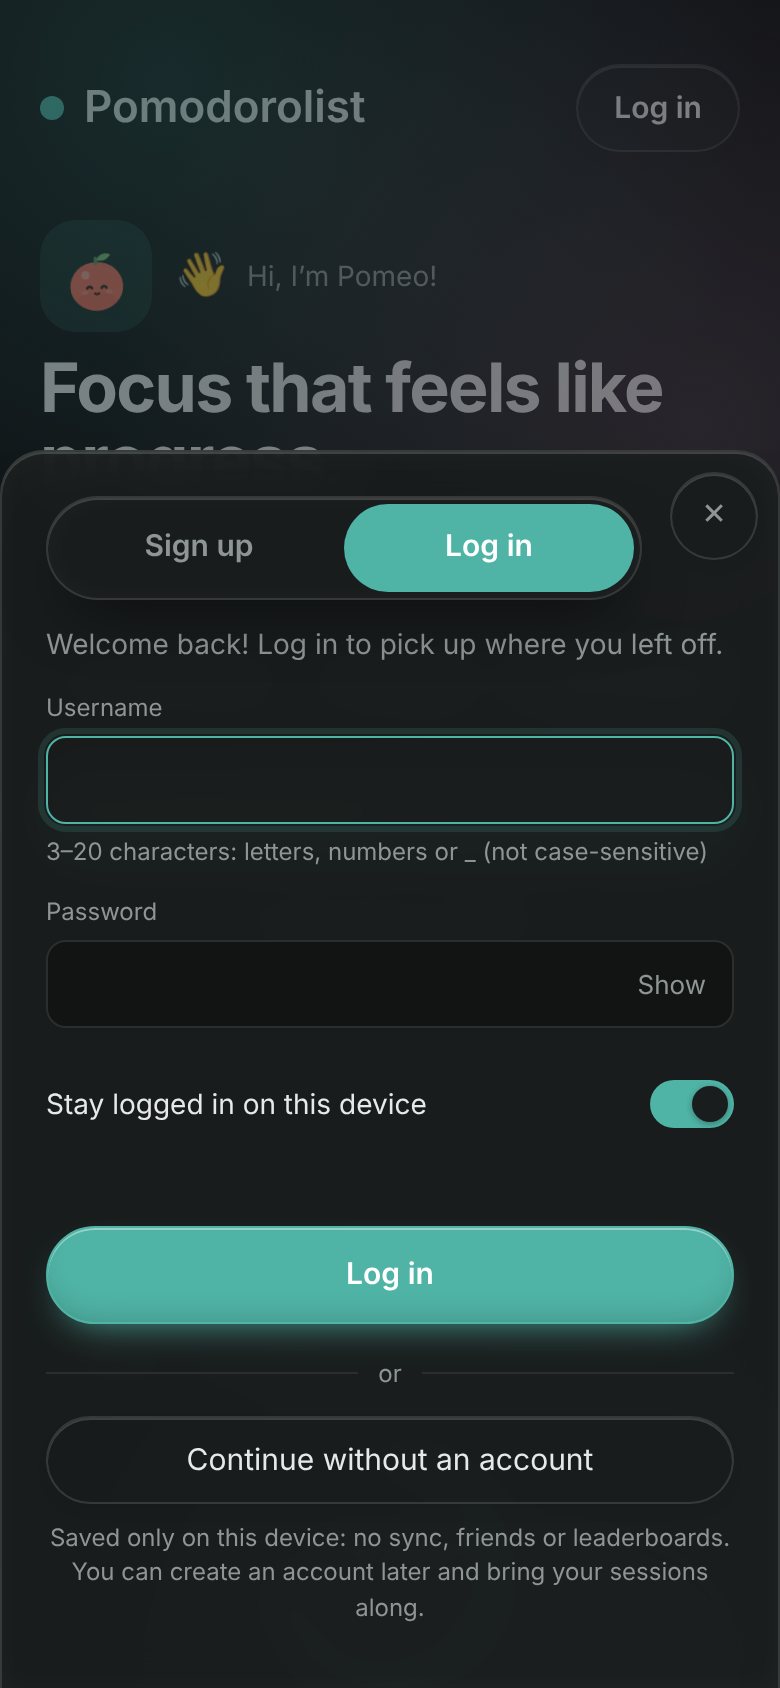 Pomodorolist
Log in
Hi, I’m Pomeo!
Focus that feels like
progress.
Sign up
Log in
×
Welcome back! Log in to pick up where you left off.
Username
3–20 characters: letters, numbers or _ (not case-sensitive)
Password
Show
Stay logged in on this device
Log in
or
Continue without an account
Saved only on this device: no sync, friends or leaderboards.
You can create an account later and bring your sessions
along.